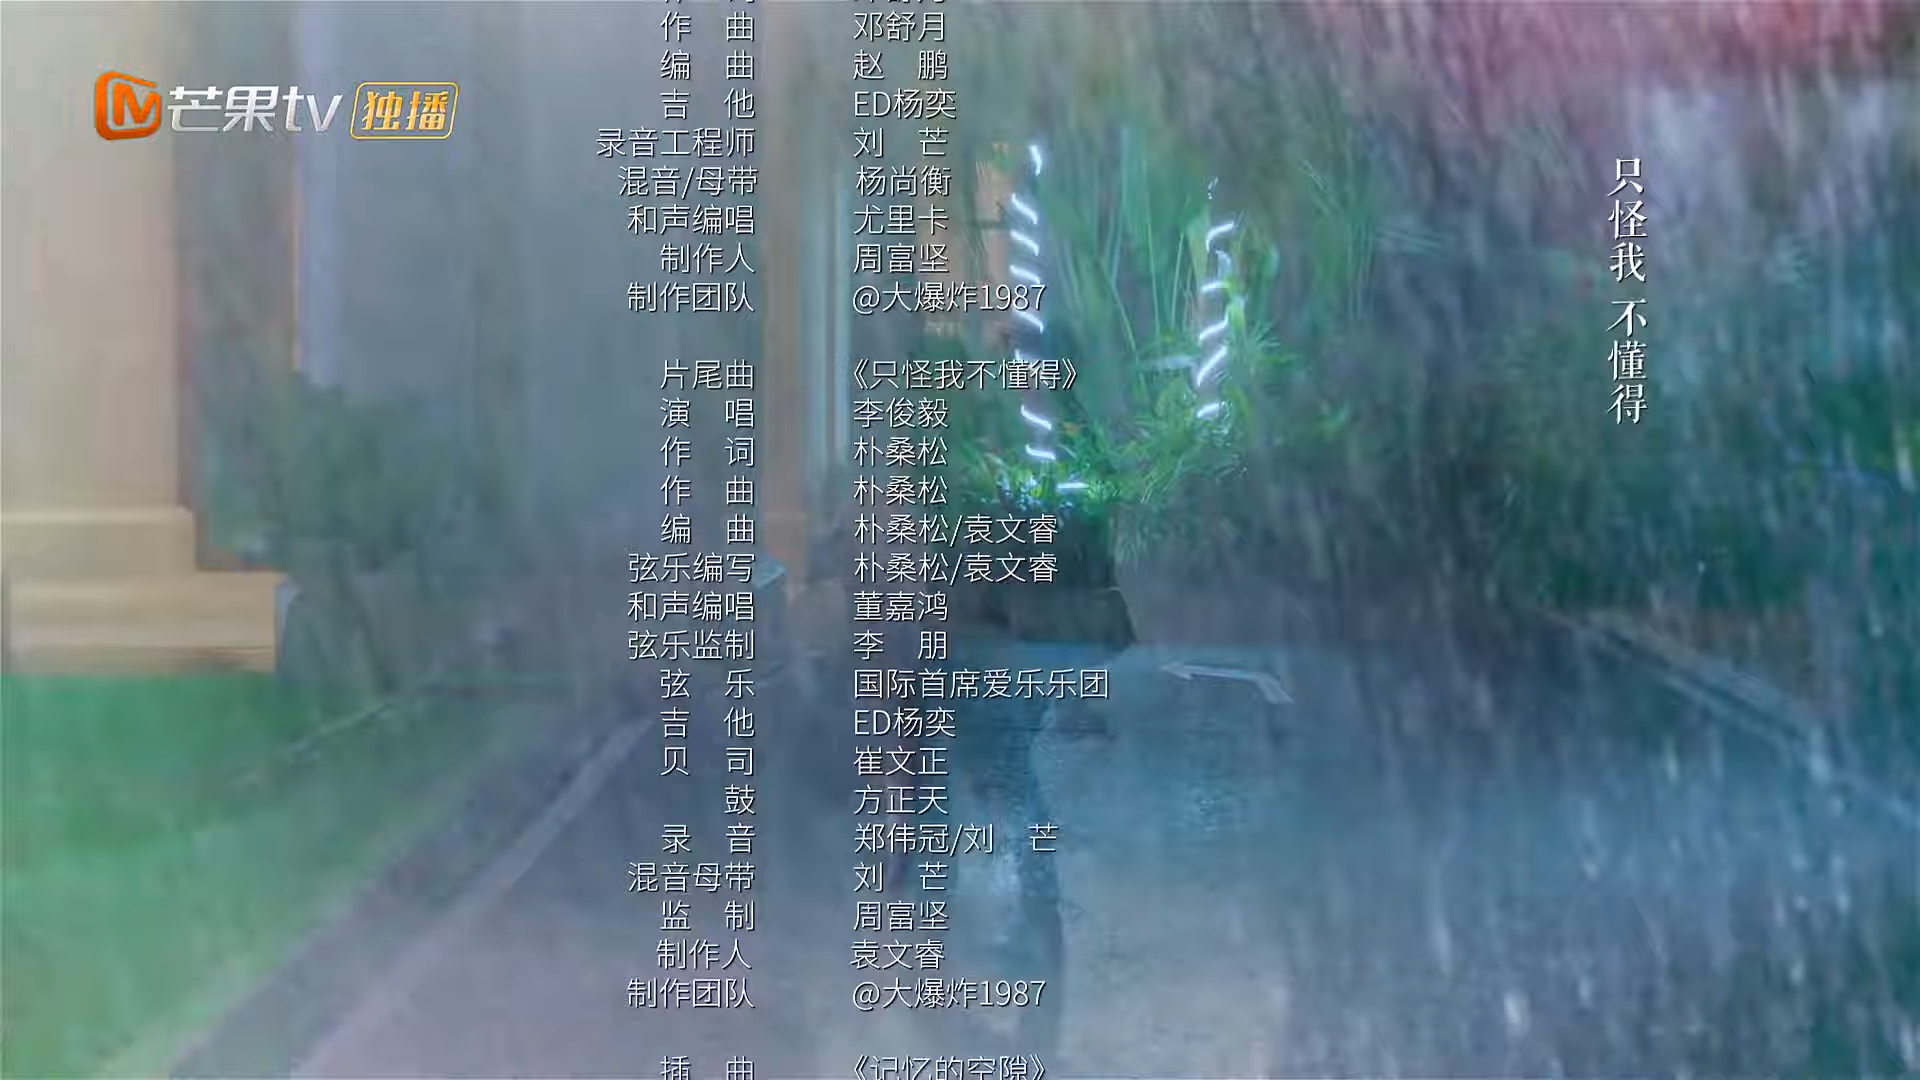 作 曲 邓舒月
编 曲 赵 鹏
吉 他 ED杨奕
录音工程师 刘 芒
混音/母带 杨尚衡
和声编唱 尤里卡
制作人 周富坚
制作团队 @大爆炸1987
片尾曲 《只怪我不懂得》
演 唱 李俊毅
作 词 朴桑松
作 曲 朴桑松
编 曲 朴桑松/袁文睿
弦乐编写 朴桑松/袁文睿
和声编唱 董嘉鸿
弦乐监制 李 朋
弦 乐 国际首席爱乐乐团
吉 他 ED杨奕
贝 司 崔文正
鼓 方正天
录 音 郑伟冠/刘 芒
混音母带 刘 芒
监 制 周富坚
制作人 袁文睿
制作团队 @大爆炸1987
插 曲 《记忆的空隙》
芒果tv 独播
只怪我 不懂得